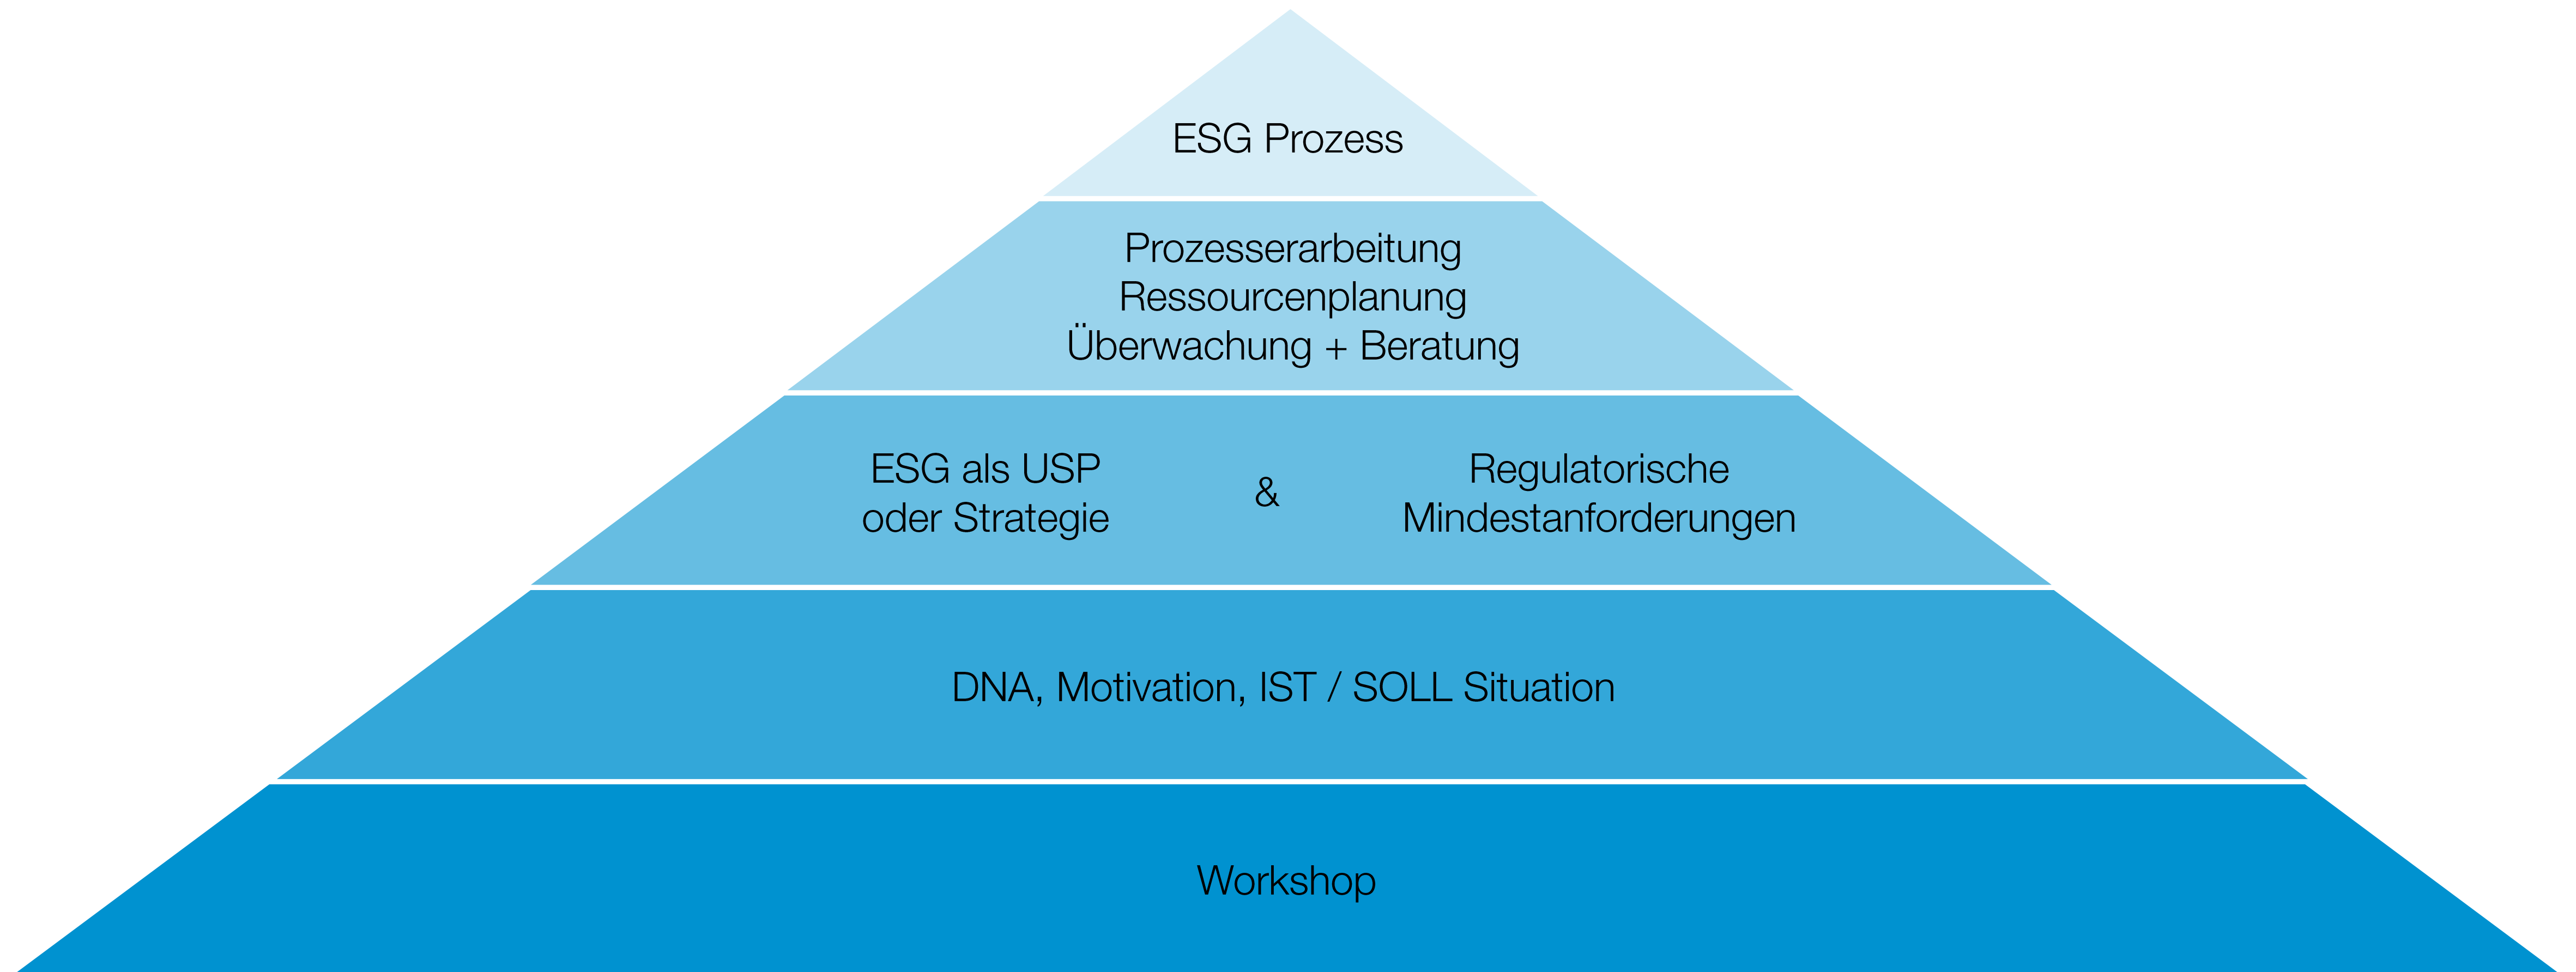 ESG Prozess
Prozesserarbeitung
Ressourcenplanung
Überwachung + Beratung
ESG als USP
oder Strategie
&
Regulatorische
Mindestanforderungen
DNA, Motivation, IST / SOLL Situation
Workshop